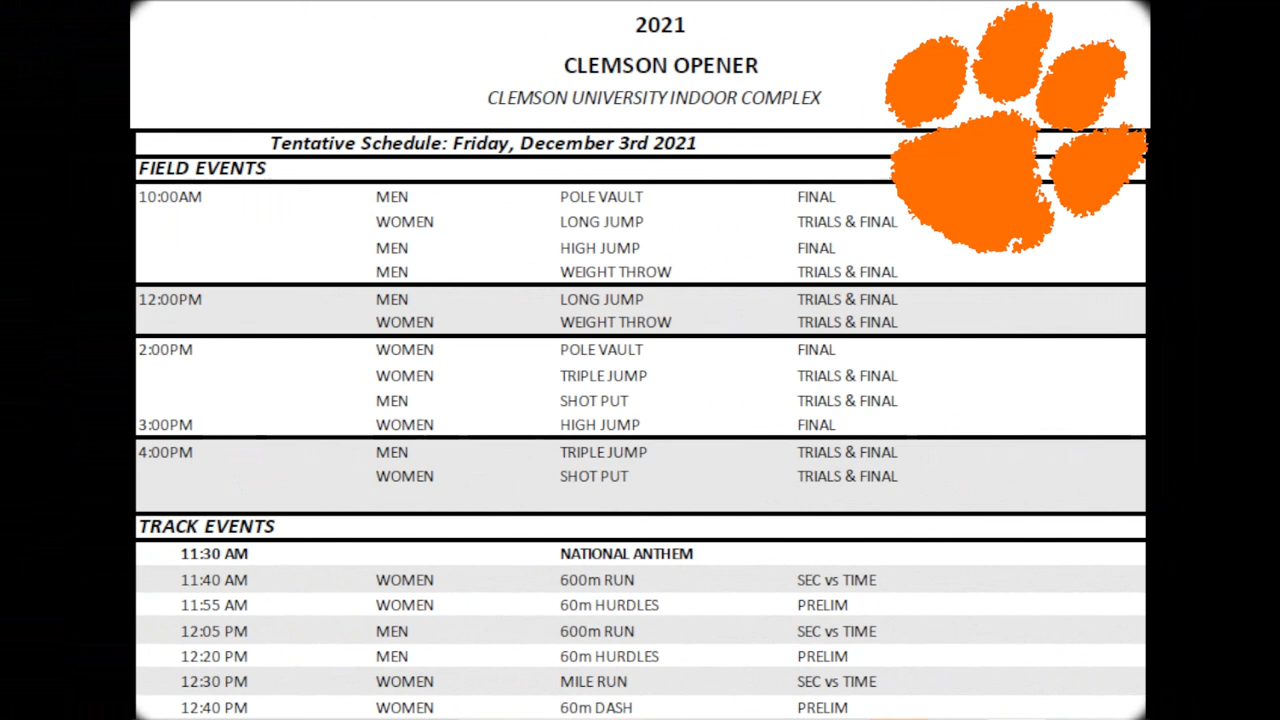 2021
CLEMSON OPENER
CLEMSON UNIVERSITY INDOOR COMPLEX
Tentative Schedule: Friday, December 3rd 2021
FIELD EVENTS
10:00AM MEN POLE VAULT FINAL
WOMEN LONG JUMP TRIALS & FINAL
MEN HIGH JUMP FINAL
MEN WEIGHT THROW TRIALS & FINAL
12:00PM MEN LONG JUMP TRIALS & FINAL
WOMEN WEIGHT THROW TRIALS & FINAL
2:00PM WOMEN POLE VAULT FINAL
WOMEN TRIPLE JUMP TRIALS & FINAL
MEN SHOT PUT TRIALS & FINAL
3:00PM WOMEN HIGH JUMP FINAL
4:00PM MEN TRIPLE JUMP TRIALS & FINAL
WOMEN SHOT PUT TRIALS & FINAL
TRACK EVENTS
11:30 AM NATIONAL ANTHEM
11:40 AM WOMEN 600m RUN SEC vs TIME
11:55 AM WOMEN 60m HURDLES PRELIM
12:05 PM MEN 600m RUN SEC vs TIME
12:20 PM MEN 60m HURDLES PRELIM
12:30 PM WOMEN MILE RUN SEC vs TIME
12:40 PM WOMEN 60m DASH PRELIM